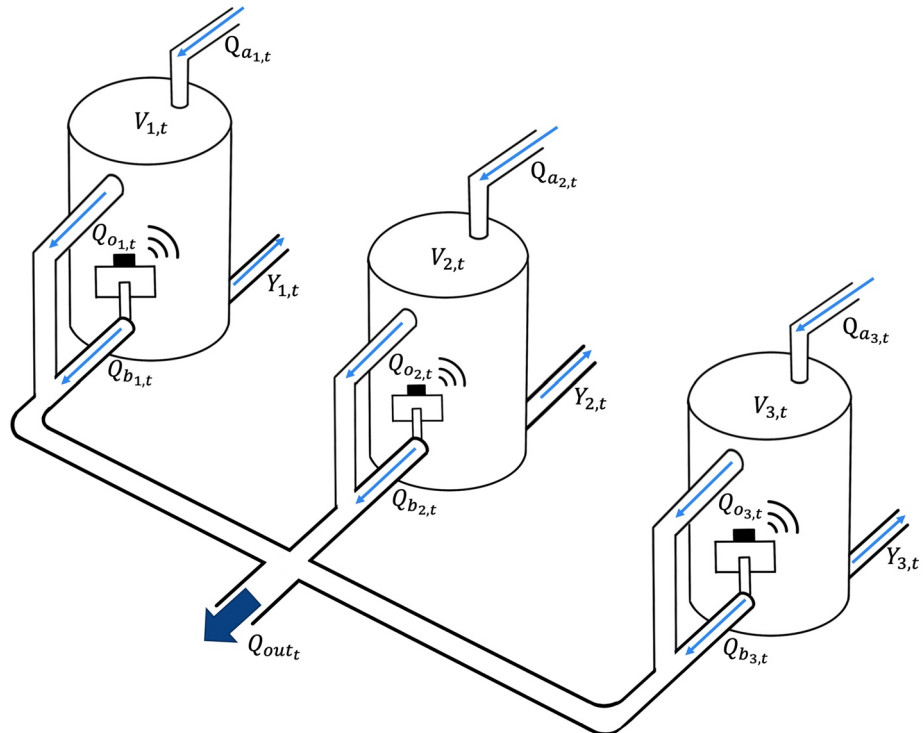 Q_{a_{1,t}}
V_{1,t}
Q_{o_{1,t}}
Y_{1,t}
Q_{b_{1,t}}
Q_{a_{2,t}}
V_{2,t}
Q_{o_{2,t}}
Y_{2,t}
Q_{b_{2,t}}
Q_{a_{3,t}}
V_{3,t}
Q_{o_{3,t}}
Y_{3,t}
Q_{b_{3,t}}
Q_{out_t}